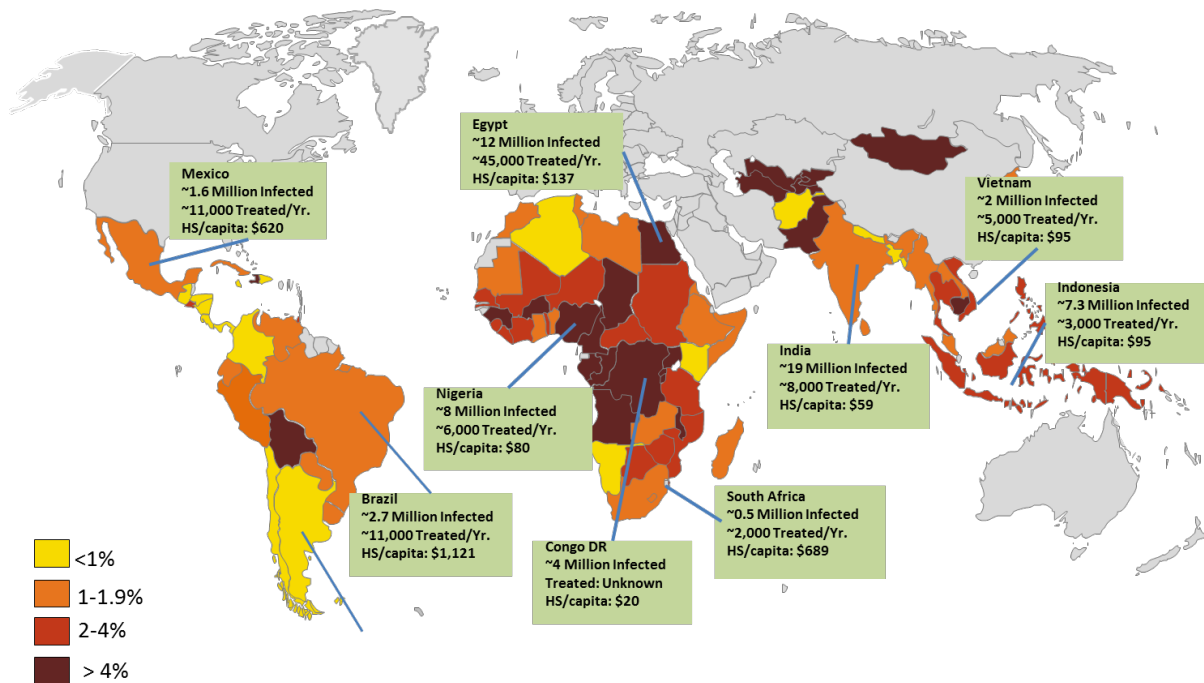 Egypt
~12 Million Infected
~45,000 Treated/Yr.
HS/capita: $137
Mexico
~1.6 Million Infected
~11,000 Treated/Yr.
HS/capita: $620
Vietnam
~2 Million Infected
~5,000 Treated/Yr.
HS/capita: $95
Indonesia
~7.3 Million Infected
~3,000 Treated/Yr.
HS/capita: $95
India
~19 Million Infected
~8,000 Treated/Yr.
HS/capita: $59
Nigeria
~8 Million Infected
~6,000 Treated/Yr.
HS/capita: $80
Brazil
~2.7 Million Infected
~11,000 Treated/Yr.
HS/capita: $1,121
South Africa
~0.5 Million Infected
~2,000 Treated/Yr.
HS/capita: $689
Congo DR
~4 Million Infected
Treated: Unknown
HS/capita: $20
<1%
1-1.9%
2-4%
> 4%